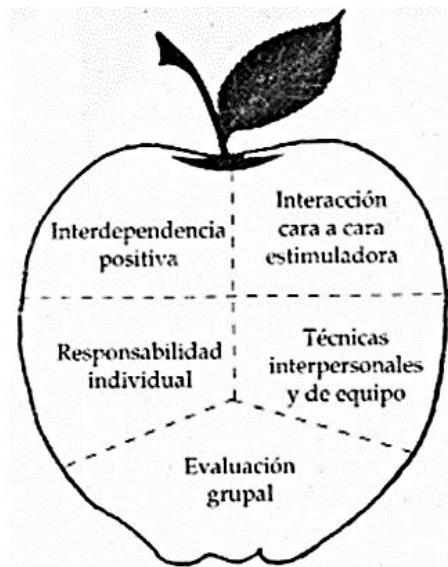 Interdependencia
positiva
Interacción
cara a cara
estimuladora
Responsabilidad
individual
Técnicas
interpersonales
y de equipo
Evaluación
grupal